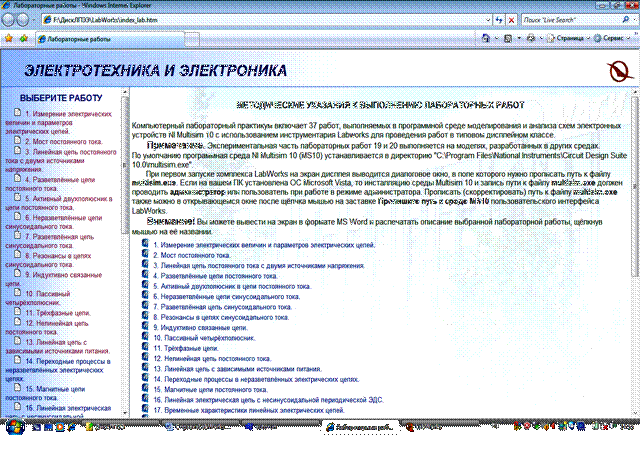 Лабораторные работы - Windows Internet Explorer
F:\Диск\ЛПЭЭ\LabWorks\index_lab.htm
Поиск "Live Search"
Лабораторные работы
Страница
Сервис
ЭЛЕКТРОТЕХНИКА И ЭЛЕКТРОНИКА
ВЫБЕРИТЕ РАБОТУ
1. Измерение электрических
величин и параметров
электрических цепей.
2. Мост постоянного тока.
3. Линейная цепь постоянного
тока с двумя источниками
напряжения.
4. Разветвлённые цепи
постоянного тока.
5. Активный двухполюсник в
цепи постоянного тока.
6. Неразветвлённые цепи
синусоидального тока.
7. Разветвлённая цепь
синусоидального тока.
8. Резонансы в цепях
синусоидального тока.
9. Индуктивно связанные
цепи.
10. Пассивный
четырёхполюсник.
11. Трёхфазные цепи.
12. Нелинейная цепь
постоянного тока.
13. Линейная цепь с
зависимыми источниками питания.
14. Переходные процессы в
неразветвлённых электрических
цепях.
15. Магнитные цепи
постоянного тока.
16. Линейная электрическая
цепь с несинусоидальной
МЕТОДИЧЕСКИЕ УКАЗАНИЯ К ВЫПОЛНЕНИЮ ЛАБОРАТОРНЫХ РАБОТ
Компьютерный лабораторный практикум включает 37 работ, выполняемых в программной среде моделирования и анализа схем электронных
устройств NI Multisim 10 с использованием инструментария Labworks для проведения работ в типовом дисплейном классе.
Примечание. Экспериментальная часть лабораторных работ 19 и 20 выполняется на моделях, разработанных в других средах.
По умолчанию программная среда NI Multisim 10 (MS10) устанавливается в директорию "C:\Program Files\National Instruments\Circuit Design Suite
10.0\multisim.exe".
При первом запуске комплекса LabWorks на экран дисплея выводится диалоговое окно, в поле которого нужно прописать путь к файлу
multisim.exe. Если на вашем ПК установлена ОС Microsoft Vista, то инсталляцию среды Multisim 10 и запись пути к файлу multisim.exe должен
проводить администратор или пользователь при работе в режиме администратора. Прописать (скорректировать) путь к файлу multisim.exe
также можно в открывающемся окне после щёлчка мышью на заставке Пропишите путь к среде MS10 пользовательского интерфейса
LabWorks.
Внимание! Вы можете вывести на экран в формате MS Word и распечатать описание выбранной лабораторной работы, щёлкнув
мышью на её названии.
1. Измерение электрических величин и параметров электрических цепей.
2. Мост постоянного тока.
3. Линейная цепь постоянного тока с двумя источниками напряжения.
4. Разветвлённые цепи постоянного тока.
5. Активный двухполюсник в цепи постоянного тока.
6. Неразветвлённые цепи синусоидального тока.
7. Разветвлённая цепь синусоидального тока.
8. Резонансы в цепях синусоидального тока.
9. Индуктивно связанные цепи.
10. Пассивный четырёхполюсник.
11. Трёхфазные цепи.
12. Нелинейная цепь постоянного тока.
13. Линейная цепь с зависимыми источниками питания.
14. Переходные процессы в неразветвлённых электрических цепях.
15. Магнитные цепи постоянного тока.
16. Линейная электрическая цепь с несинусоидальной периодической ЭДС.
17. Временные характеристики линейных электрических цепей.
Лабораторные раб...